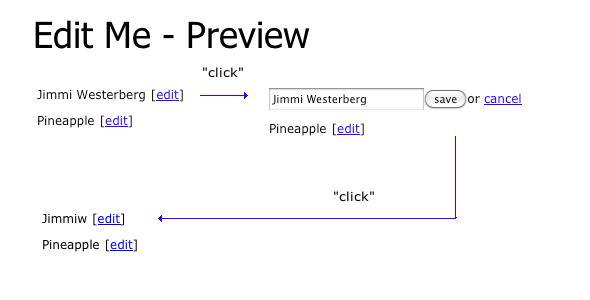 Edit Me - Preview
"click"
Jimmi Westerberg [edit]
Pineapple [edit]
Jimmi Westerberg save or cancel
Pineapple [edit]
"click"
Jimmiw [edit]
Pineapple [edit]